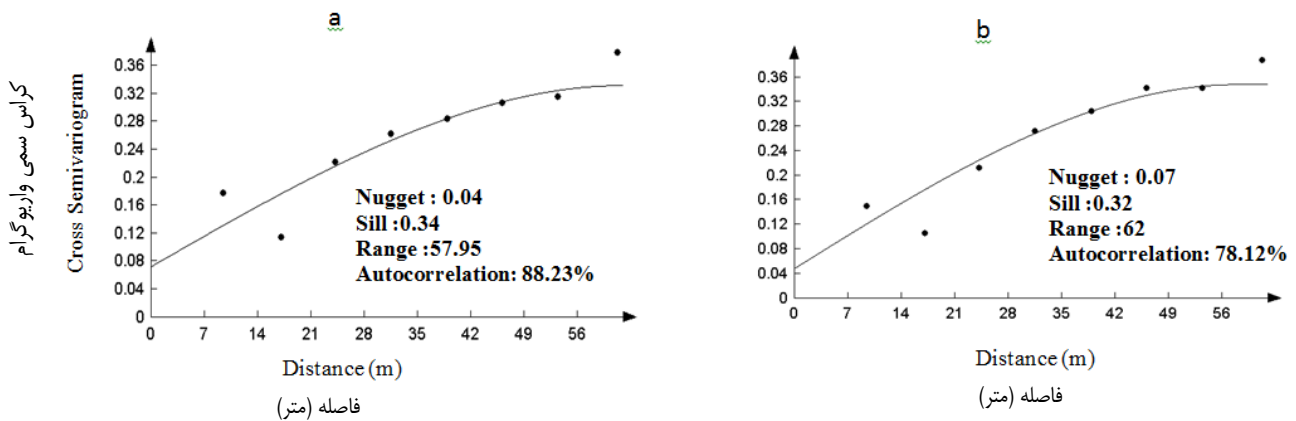 a
کراس سمی واریوگرام
Cross Semivariogram
0.36
0.32
0.28
0.24
0.2
0.16
0.12
0.08
0.04
0
Nugget : 0.04
Sill :0.34
Range :57.95
Autocorrelation: 88.23%
0 7 14 21 28 35 42 49 56
Distance (m)
فاصله (متر)
b
0.36
0.32
0.28
0.24
0.2
0.16
0.12
0.08
0.04
0
Nugget : 0.07
Sill :0.32
Range :62
Autocorrelation: 78.12%
0 7 14 21 28 35 42 49 56
Distance (m)
فاصله (متر)